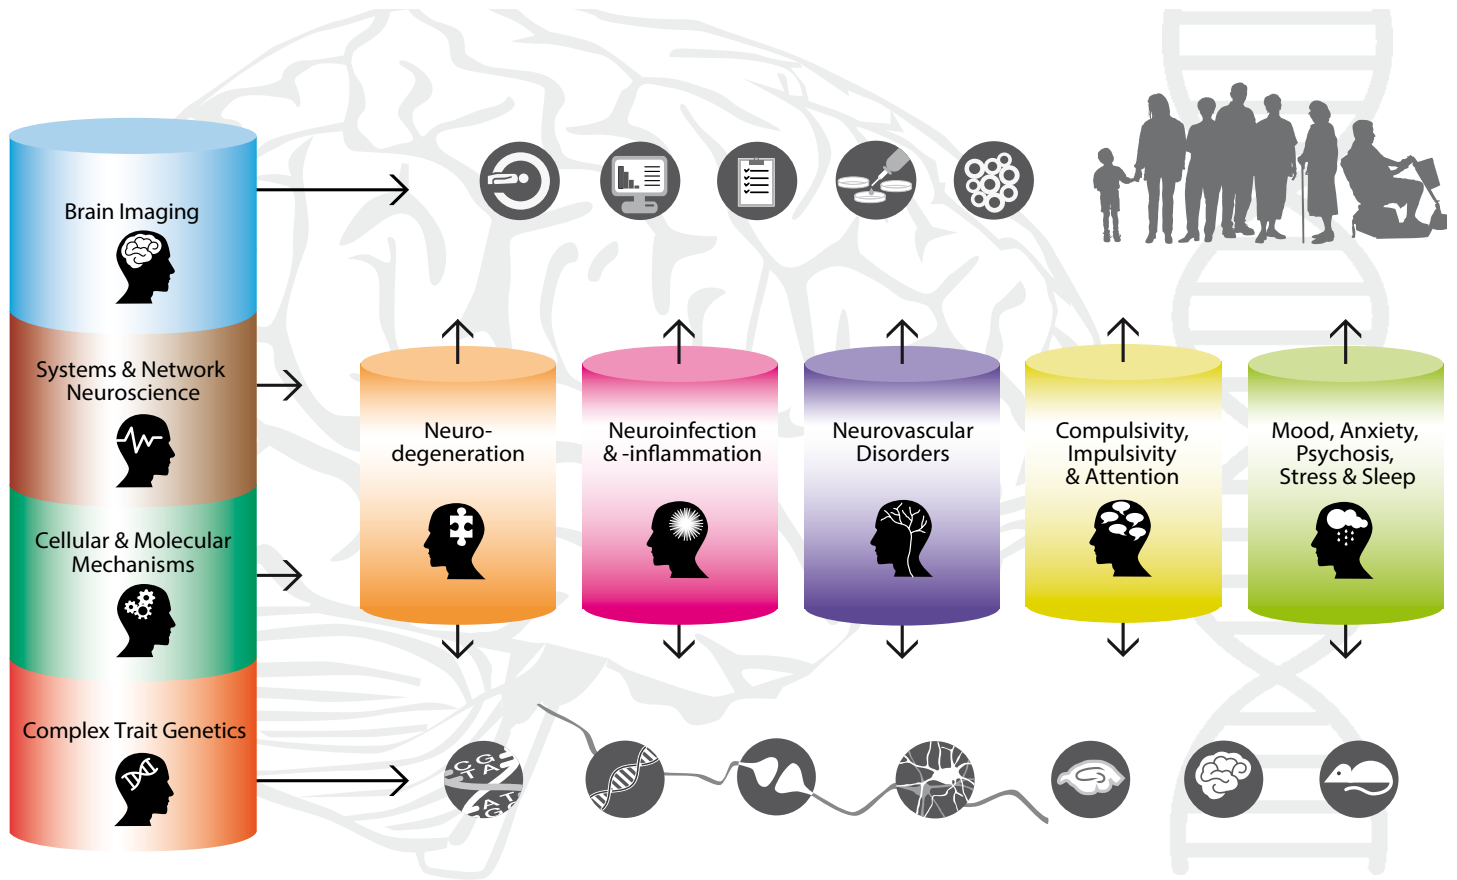 Brain Imaging
Systems & Network
Neuroscience
Cellular & Molecular
Mechanisms
Complex Trait Genetics
Neuro-
degeneration
Neuroinfection
& -inflammation
Neurovascular
Disorders
Compulsivity,
Impulsivity
& Attention
Mood, Anxiety,
Psychosis,
Stress & Sleep
C G
T A
A T
G C